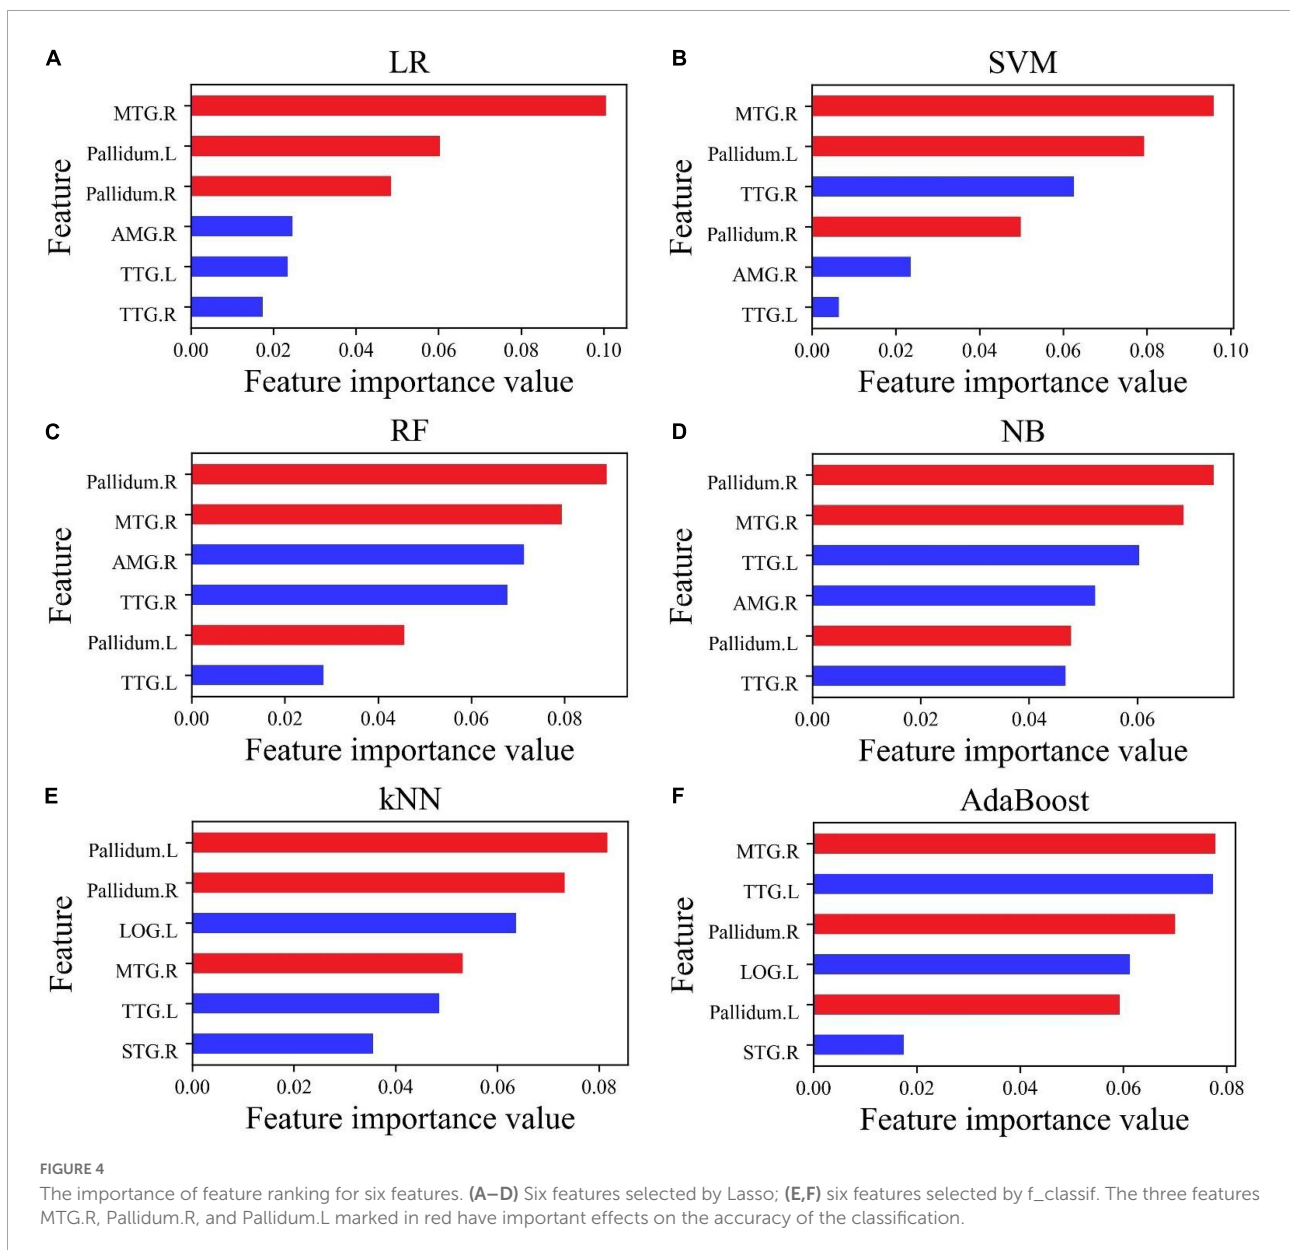 A
LR
MTG.R
Pallidum.L
Pallidum.R
AMG.R
TTG.L
TTG.R
Feature
0.00 0.02 0.04 0.06 0.08 0.10
Feature importance value
B
SVM
MTG.R
Pallidum.L
TTG.R
Pallidum.R
AMG.R
TTG.L
Feature
0.00 0.02 0.04 0.06 0.08 0.10
Feature importance value
C
RF
Pallidum.R
MTG.R
AMG.R
TTG.R
Pallidum.L
TTG.L
Feature
0.00 0.02 0.04 0.06 0.08
Feature importance value
D
NB
Pallidum.R
MTG.R
TTG.L
AMG.R
Pallidum.L
TTG.R
Feature
0.00 0.02 0.04 0.06
Feature importance value
E
kNN
Pallidum.L
Pallidum.R
LOG.L
MTG.R
TTG.L
STG.R
Feature
0.00 0.02 0.04 0.06 0.08
Feature importance value
F
AdaBoost
MTG.R
TTG.L
Pallidum.R
LOG.L
Pallidum.L
STG.R
Feature
0.00 0.02 0.04 0.06 0.08
Feature importance value
FIGURE 4
The importance of feature ranking for six features. (A–D) Six features selected by Lasso; (E,F) six features selected by f_classif. The three features
MTG.R, Pallidum.R, and Pallidum.L marked in red have important effects on the accuracy of the classification.